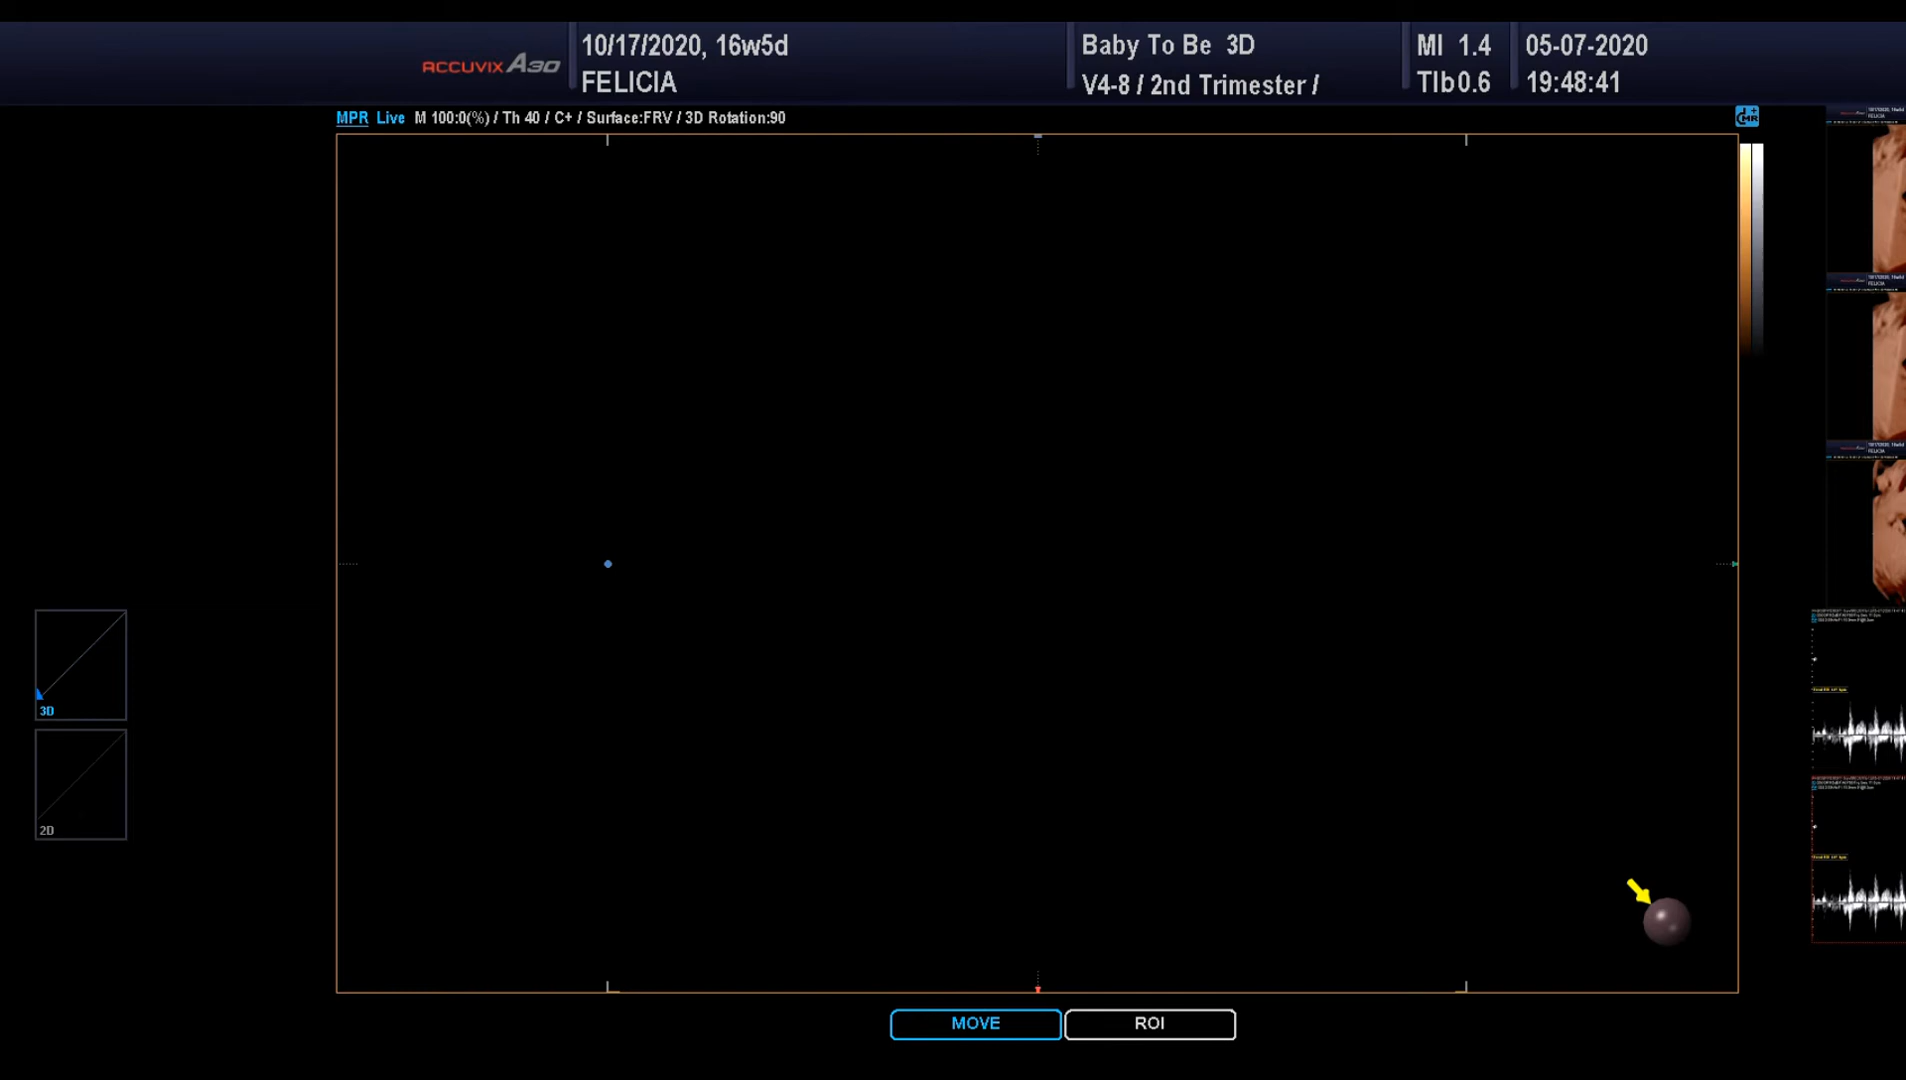 ACCUVIX A30
10/17/2020, 16w5d
FELICIA
Baby To Be 3D
V4-8 / 2nd Trimester /
MI 1.4
TIb0.6
05-07-2020
19:48:41
MPR Live M 100:0(%) / Th 40 / C+ / Surface:FRV / 3D Rotation:90
CMR+
3D
2D
MOVE
ROI